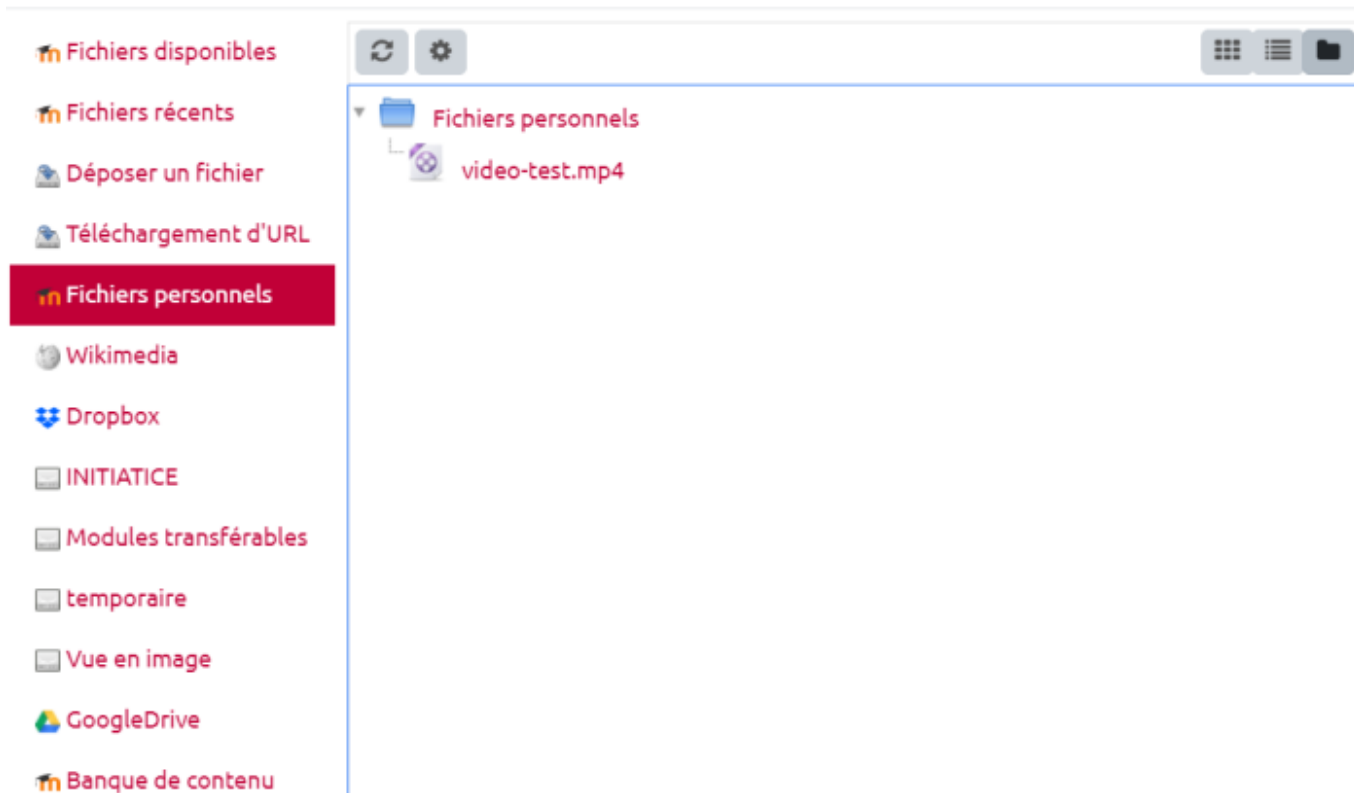 Fichiers disponibles
Fichiers récents
Déposer un fichier
Téléchargement d'URL
Fichiers personnels
Wikimedia
Dropbox
INITIATICE
Modules transférables
temporaire
Vue en image
GoogleDrive
Banque de contenu
Fichiers personnels
video-test.mp4